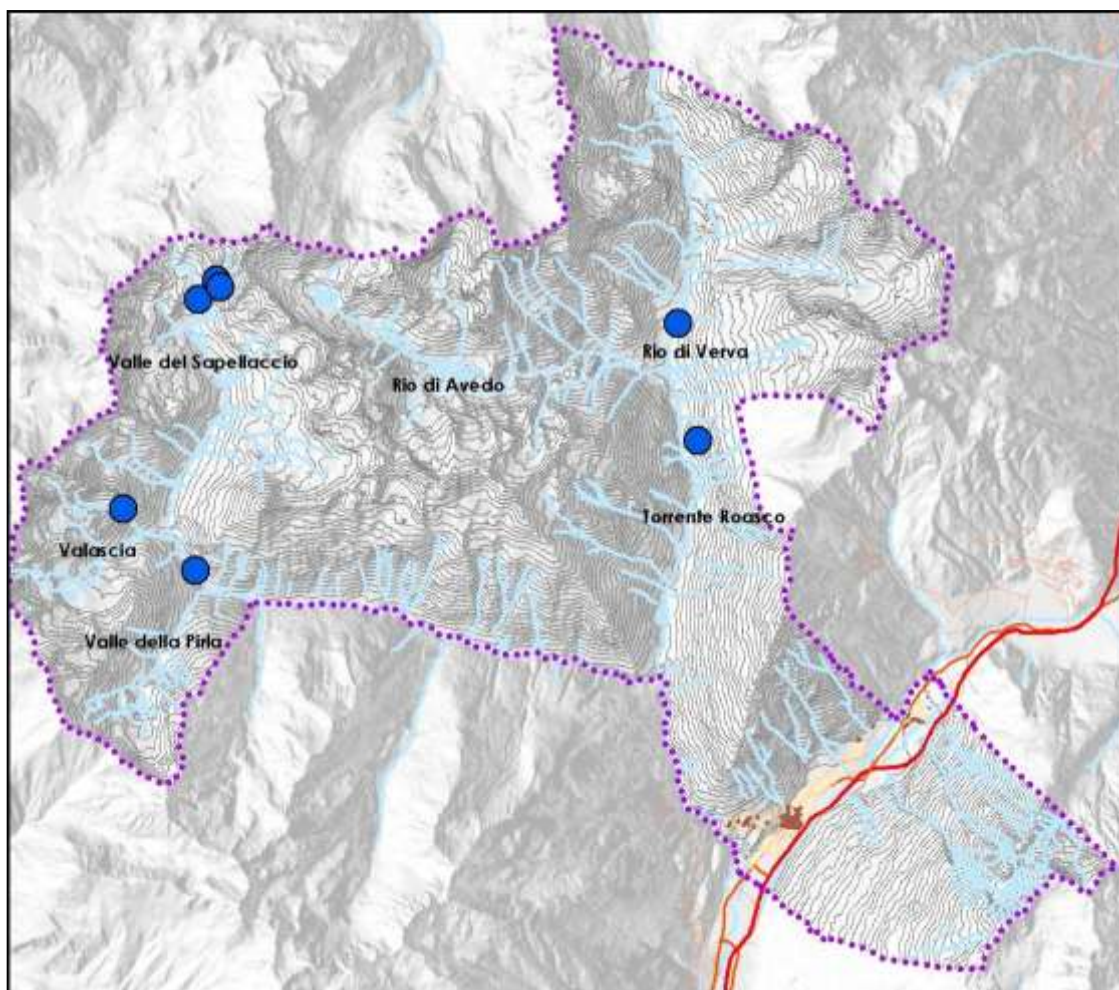 Valle del Sapellaccio
Rio di Verva
Rio di Avedo
Torrente Roasco
Valascia
Valle della Pirla